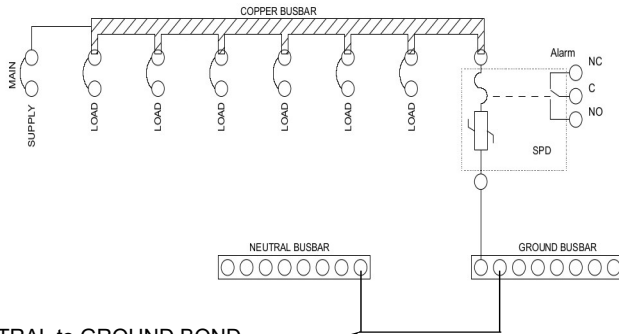 COPPER BUSBAR
MAIN
SUPPLY
LOAD
LOAD
LOAD
LOAD
LOAD
LOAD
Alarm
NC
C
NO
SPD
NEUTRAL BUSBAR
GROUND BUSBAR
TRAL to GROUND BOND